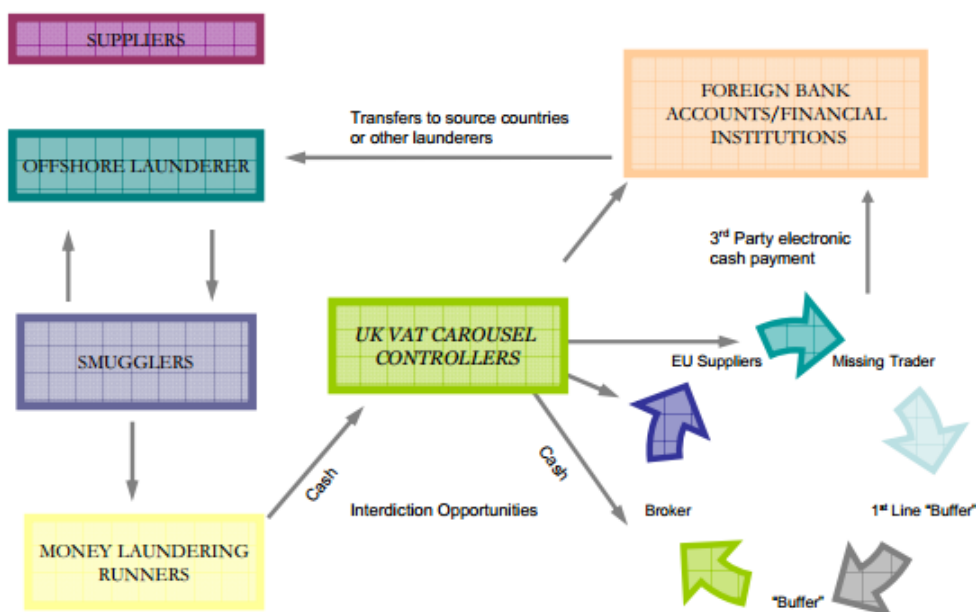 SUPPLIERS
FOREIGN BANK
ACCOUNTS/FINANCIAL
INSTITUTIONS
Transfers to source countries
or other launderers
OFFSHORE LAUNDERER
3rd Party electronic
cash payment
UK VAT CAROUSEL
CONTROLLERS
SMUGGLERS
EU Suppliers
Missing Trader
Cash
Cash
Interdiction Opportunities
Broker
1st Line “Buffer”
MONEY LAUNDERING
RUNNERS
“Buffer”